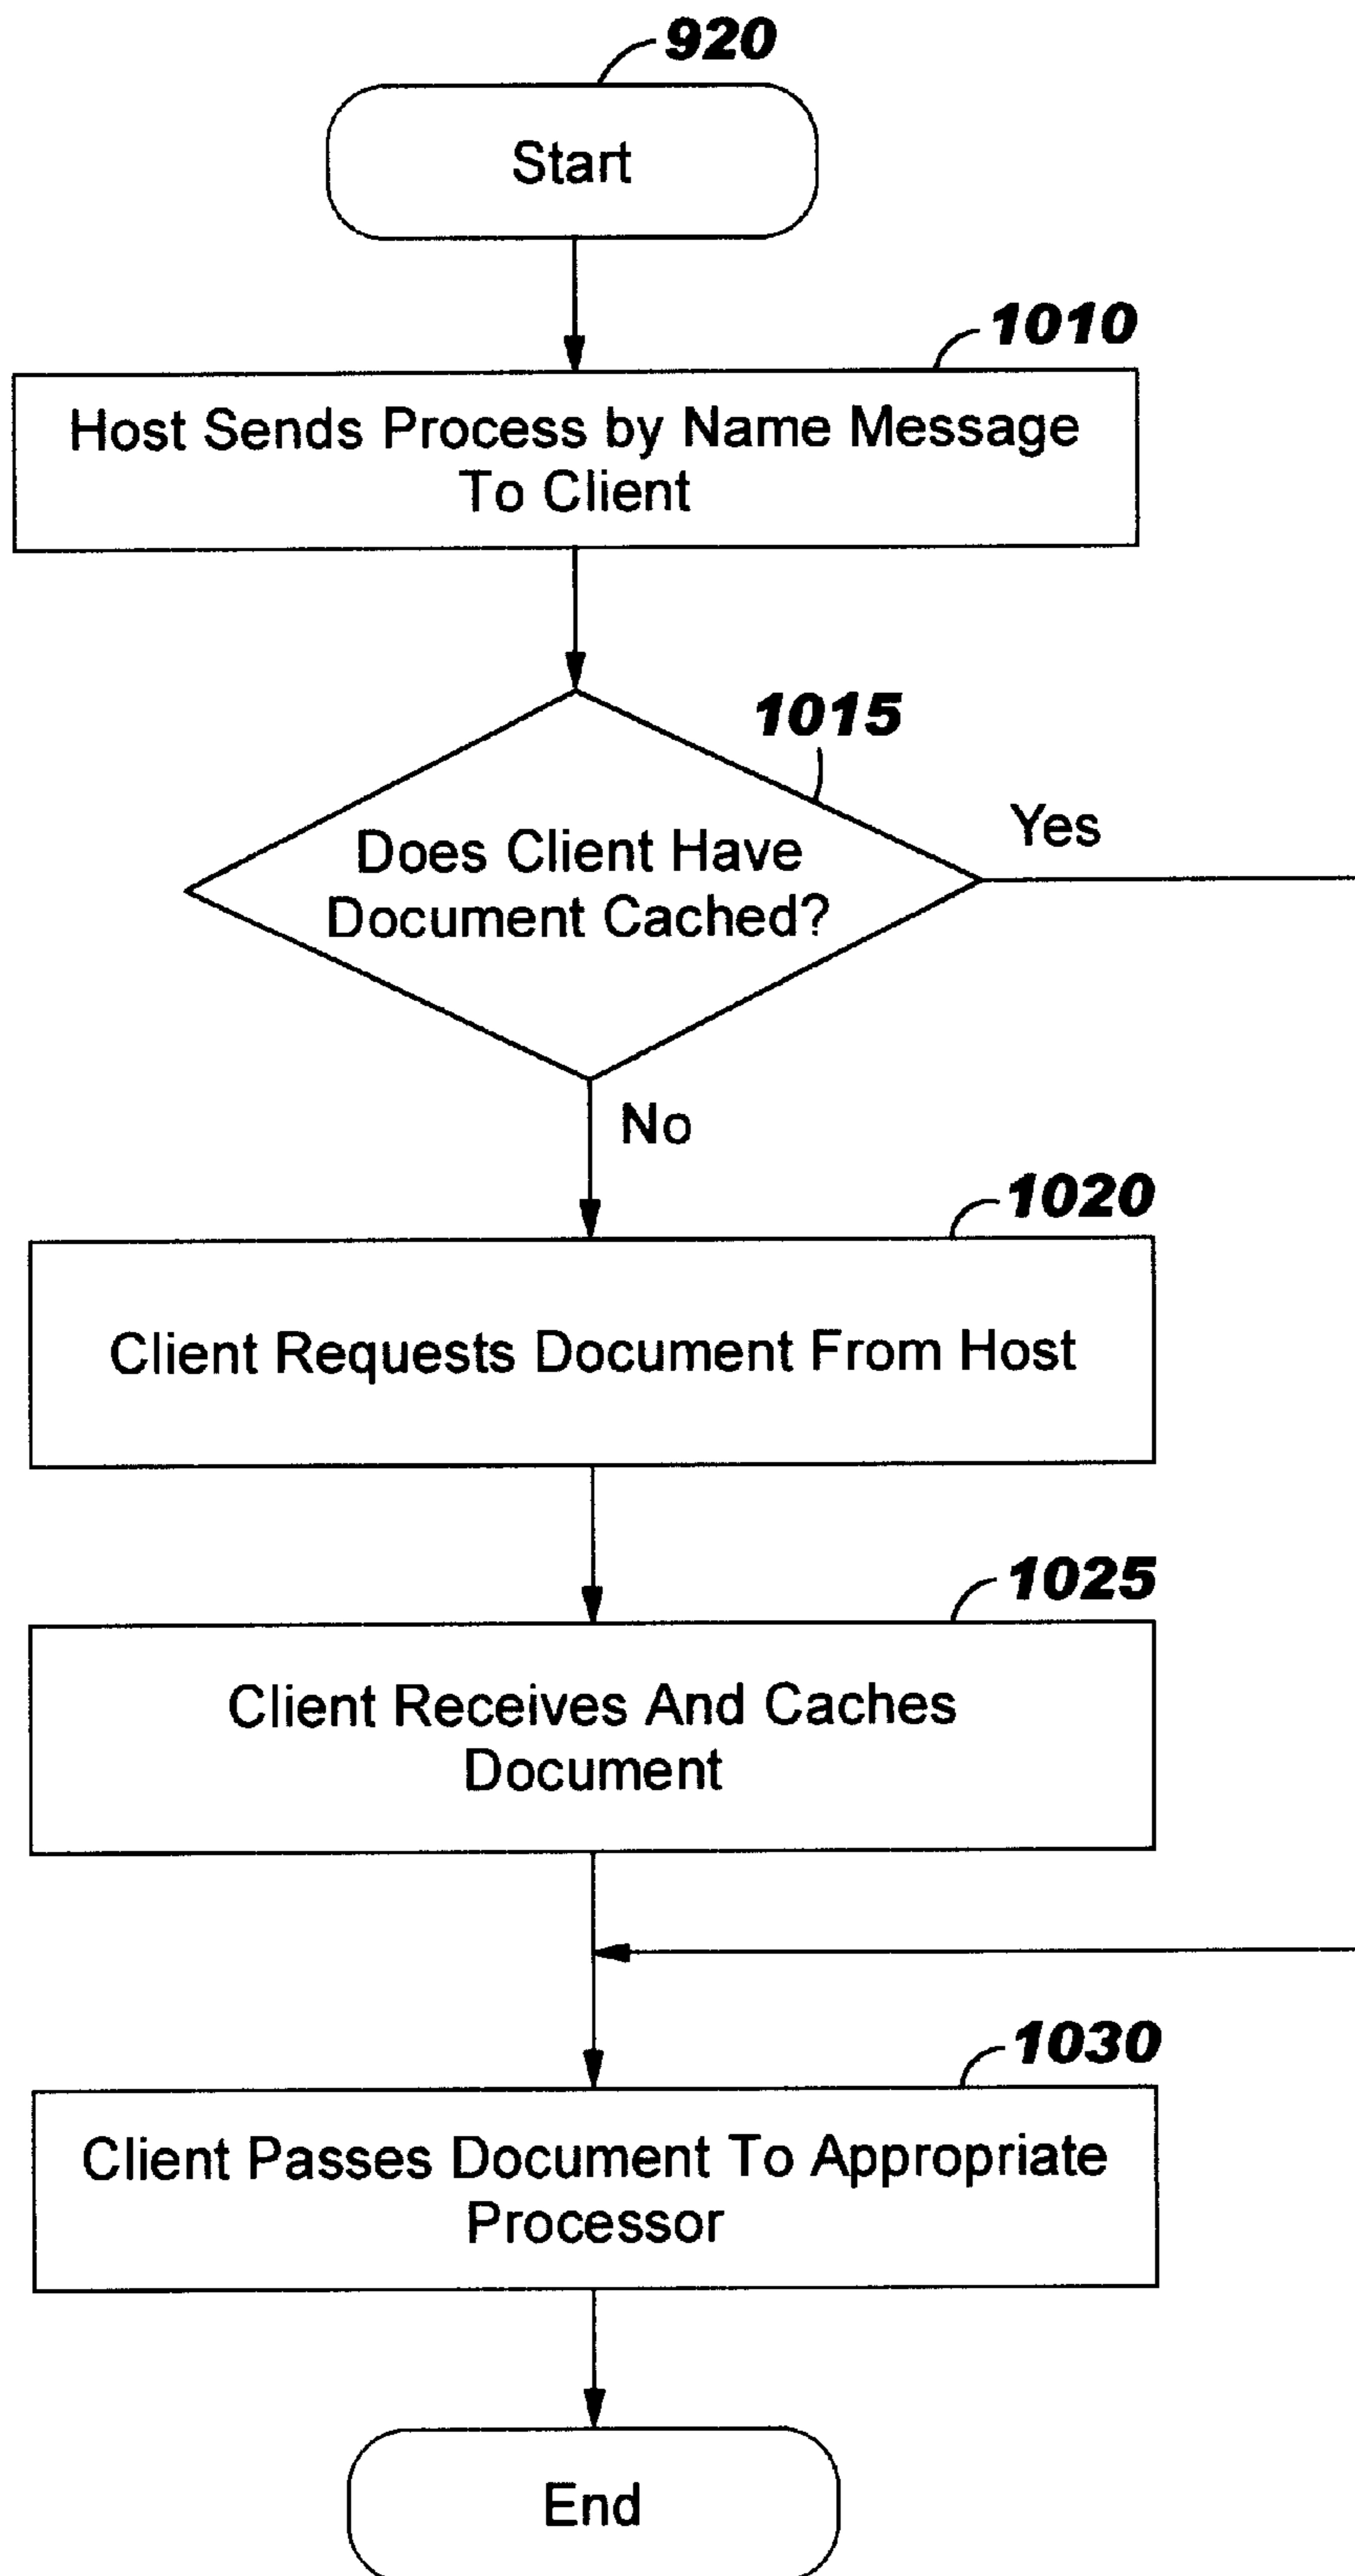 920
Start
1010
Host Sends Process by Name Message
To Client
1015
Does Client Have
Document Cached?
Yes
No
1020
Client Requests Document From Host
1025
Client Receives And Caches
Document
1030
Client Passes Document To Appropriate
Processor
End